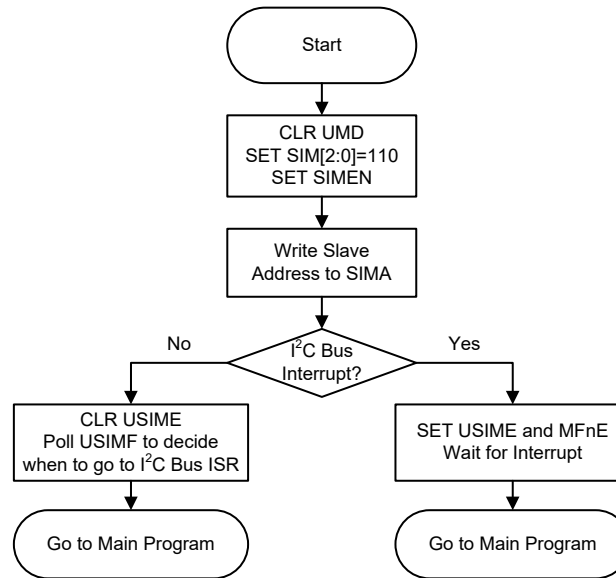 Start
CLR UMD
SET SIM[2:0]=110
SET SIMEN
Write Slave
Address to SIMA
I²C Bus
Interrupt?
No
Yes
CLR USIME
Poll USIMF to decide
when to go to I²C Bus ISR
SET USIME and MFnE
Wait for Interrupt
Go to Main Program
Go to Main Program